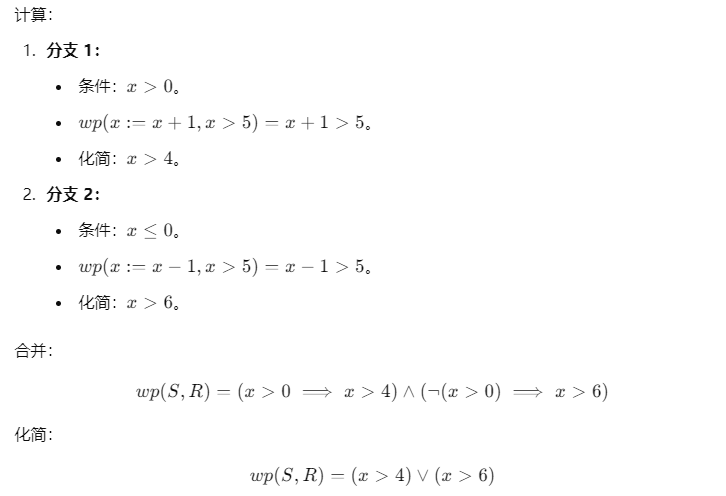 计算：
1. 分支 1：
• 条件：x > 0。
• wp(x := x + 1, x > 5) = x + 1 > 5。
• 化简：x > 4。
2. 分支 2：
• 条件：x ≤ 0。
• wp(x := x − 1, x > 5) = x − 1 > 5。
• 化简：x > 6。
合并：
wp(S, R) = (x > 0 ⟹ x > 4) ∧ (¬(x > 0) ⟹ x > 6)
化简：
wp(S, R) = (x > 4) ∨ (x > 6)